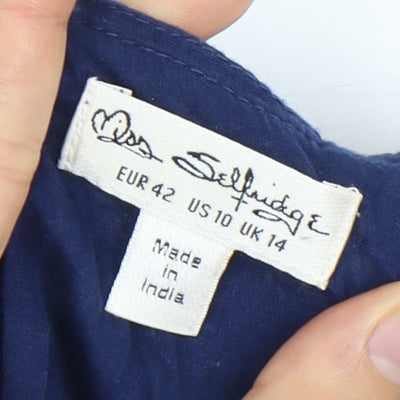 Miss Selfridge
EUR 42 US 10 UK 14
Made
in
India